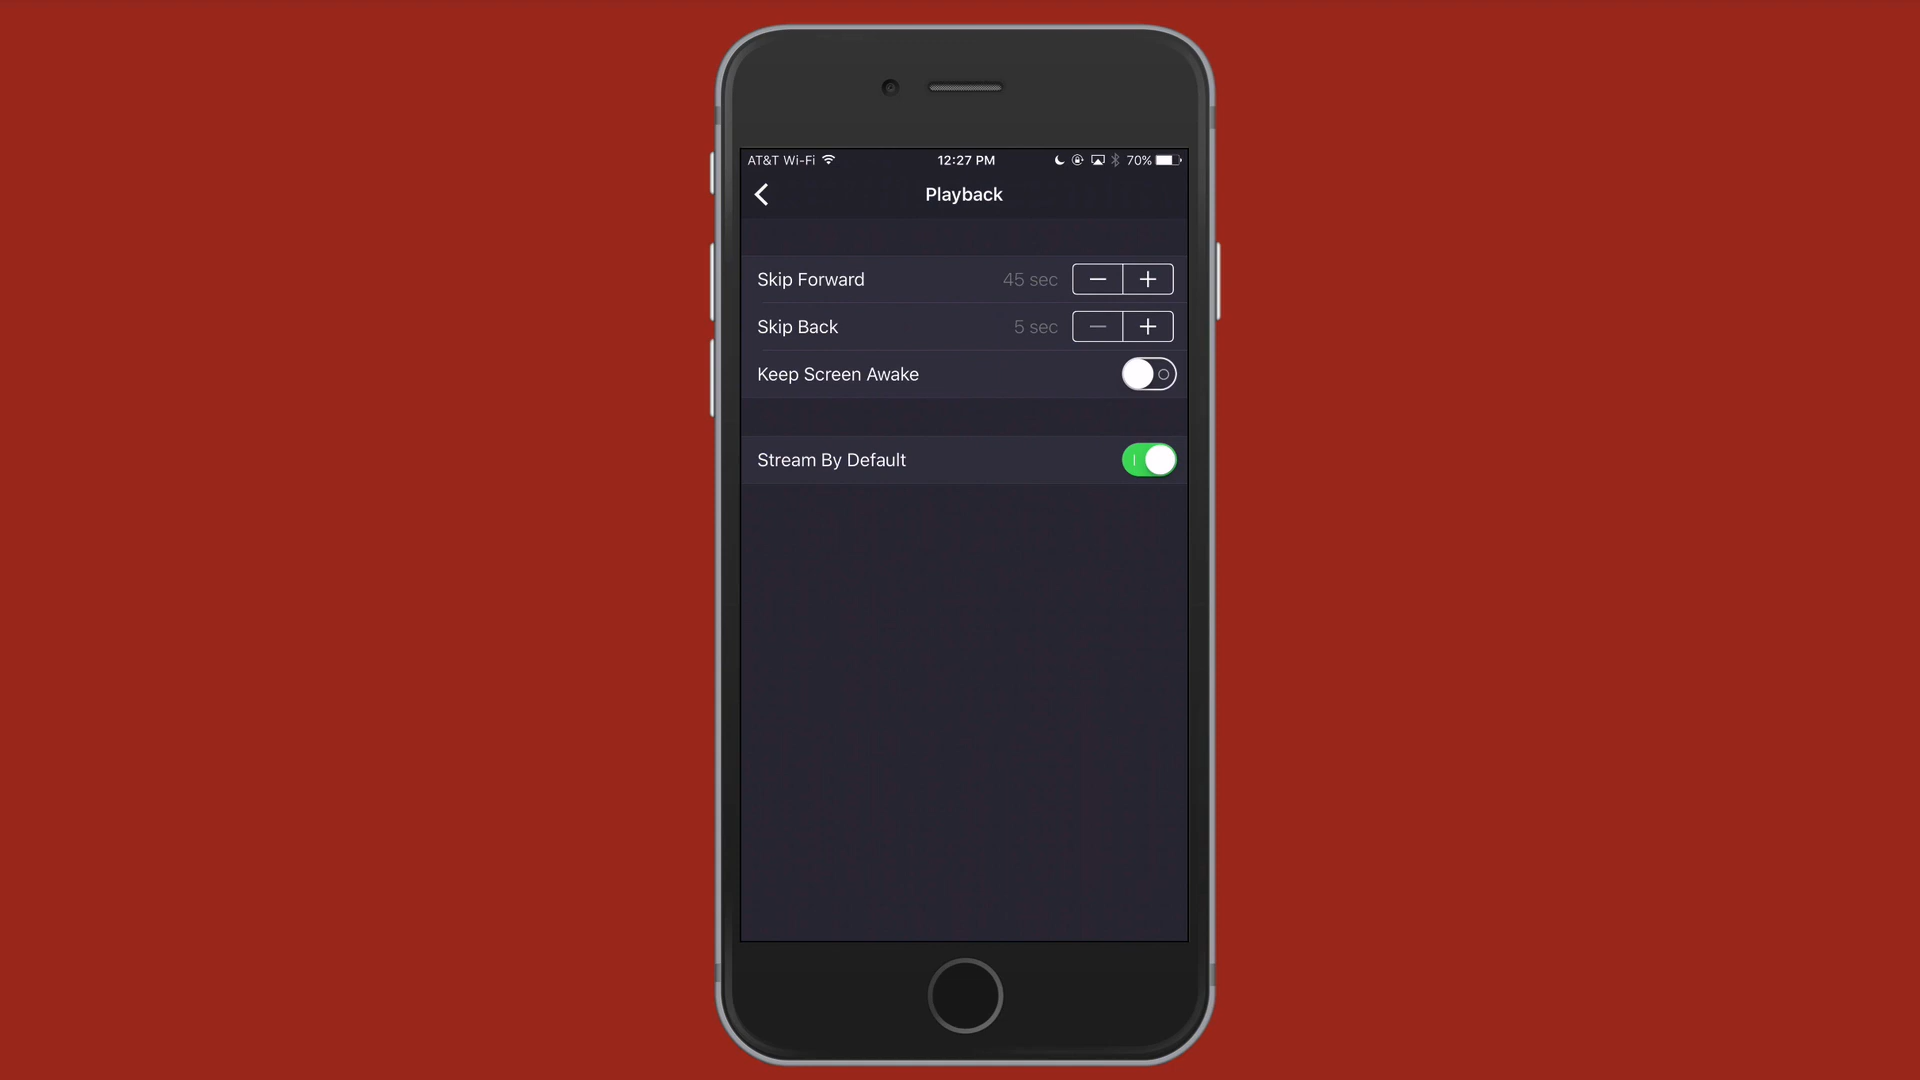 AT&T Wi-Fi 12:27 PM 70%
Playback
Skip Forward 45 sec
Skip Back 5 sec
Keep Screen Awake
Stream By Default